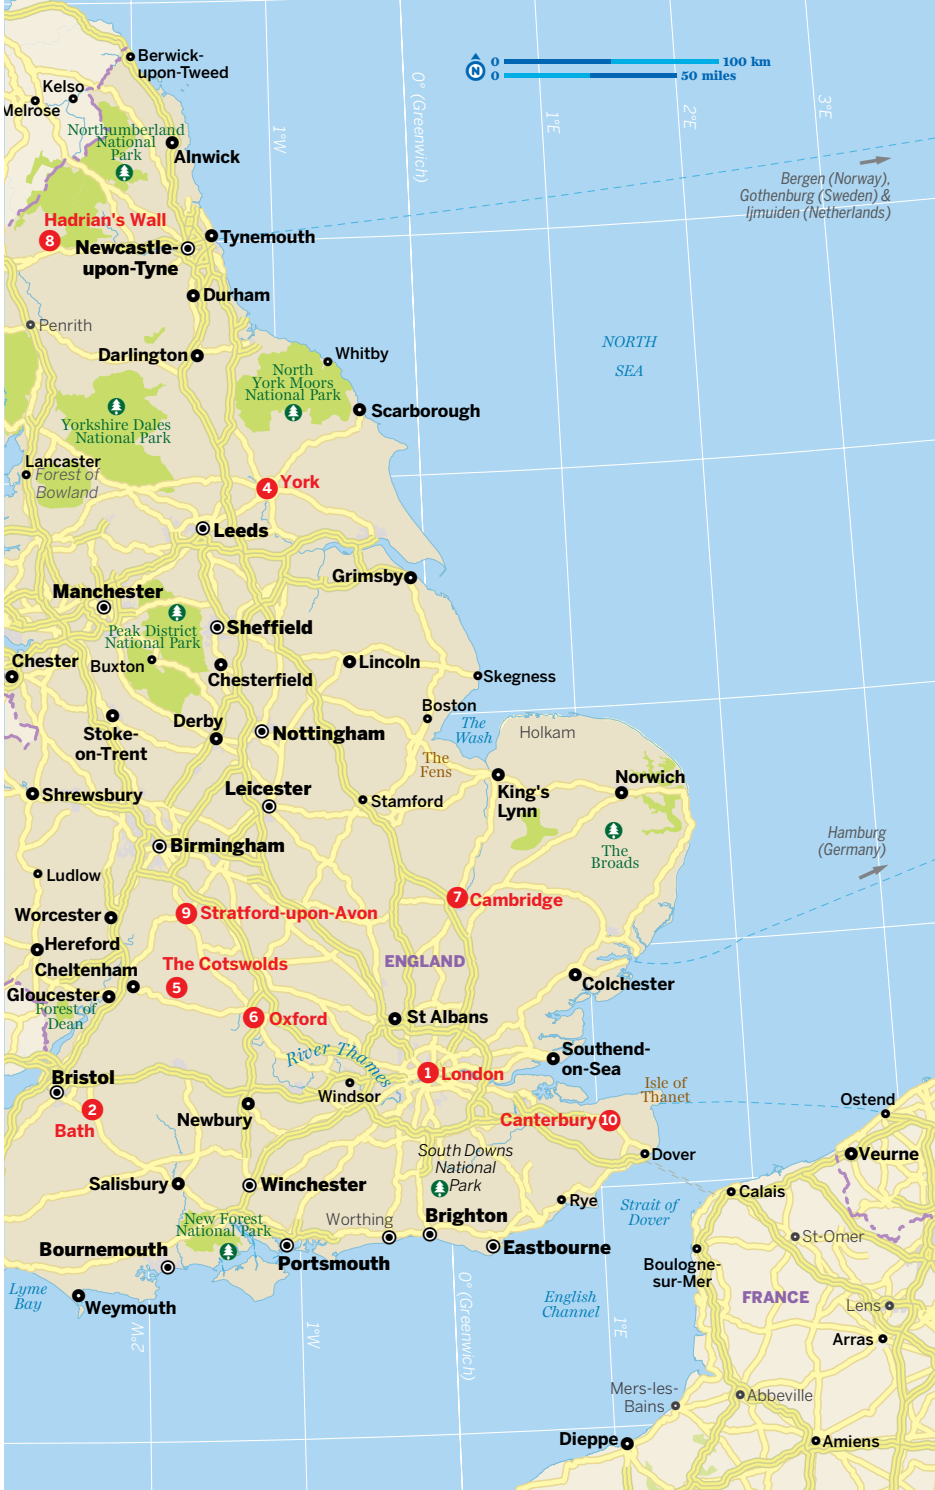 Berwick-
upon-Tweed
Kelso
Melrose
Northumberland
National
Park
Alnwick
N
0
100 km
0
50 miles
0° (Greenwich)
1°W
1°E
2°E
3°E
Bergen (Norway),
Gothenburg (Sweden) &
Ijmuiden (Netherlands)
Hadrian's Wall
8
Newcastle-
upon-Tyne
Tynemouth
Durham
Penrith
Darlington
Whitby
North
York Moors
National Park
NORTH
SEA
Scarborough
Yorkshire Dales
National Park
Lancaster
Forest of
Bowland
4
York
Leeds
Grimsby
Manchester
Peak District
National Park
Sheffield
Chester
Buxton
Chesterfield
Lincoln
Skegness
Stoke-
on-Trent
Derby
Nottingham
Boston
The
Wash
Holkam
The
Fens
Shrewsbury
Leicester
Stamford
King's
Lynn
Norwich
The
Broads
Birmingham
Hamburg
(Germany)
Ludlow
Worcester
9
Stratford-upon-Avon
7
Cambridge
Hereford
Cheltenham
The Cotswolds
5
ENGLAND
Gloucester
Forest of
Dean
6
Oxford
St Albans
Colchester
River Thames
Southend-
on-Sea
Bristol
2
Bath
Windsor
1
London
Isle of
Thanet
Newbury
Canterbury
10
Ostend
South Downs
National
Park
Dover
Veurne
Salisbury
Winchester
Rye
Strait of
Dover
Calais
New Forest
National Park
Worthing
Brighton
St-Omer
Bournemouth
Portsmouth
Eastbourne
Boulogne-
sur-Mer
Lyme
Bay
Weymouth
English
Channel
FRANCE
Lens
Arras
2°W
1°W
0° (Greenwich)
1°E
Mers-les-
Bains
Abbeville
Dieppe
Amiens